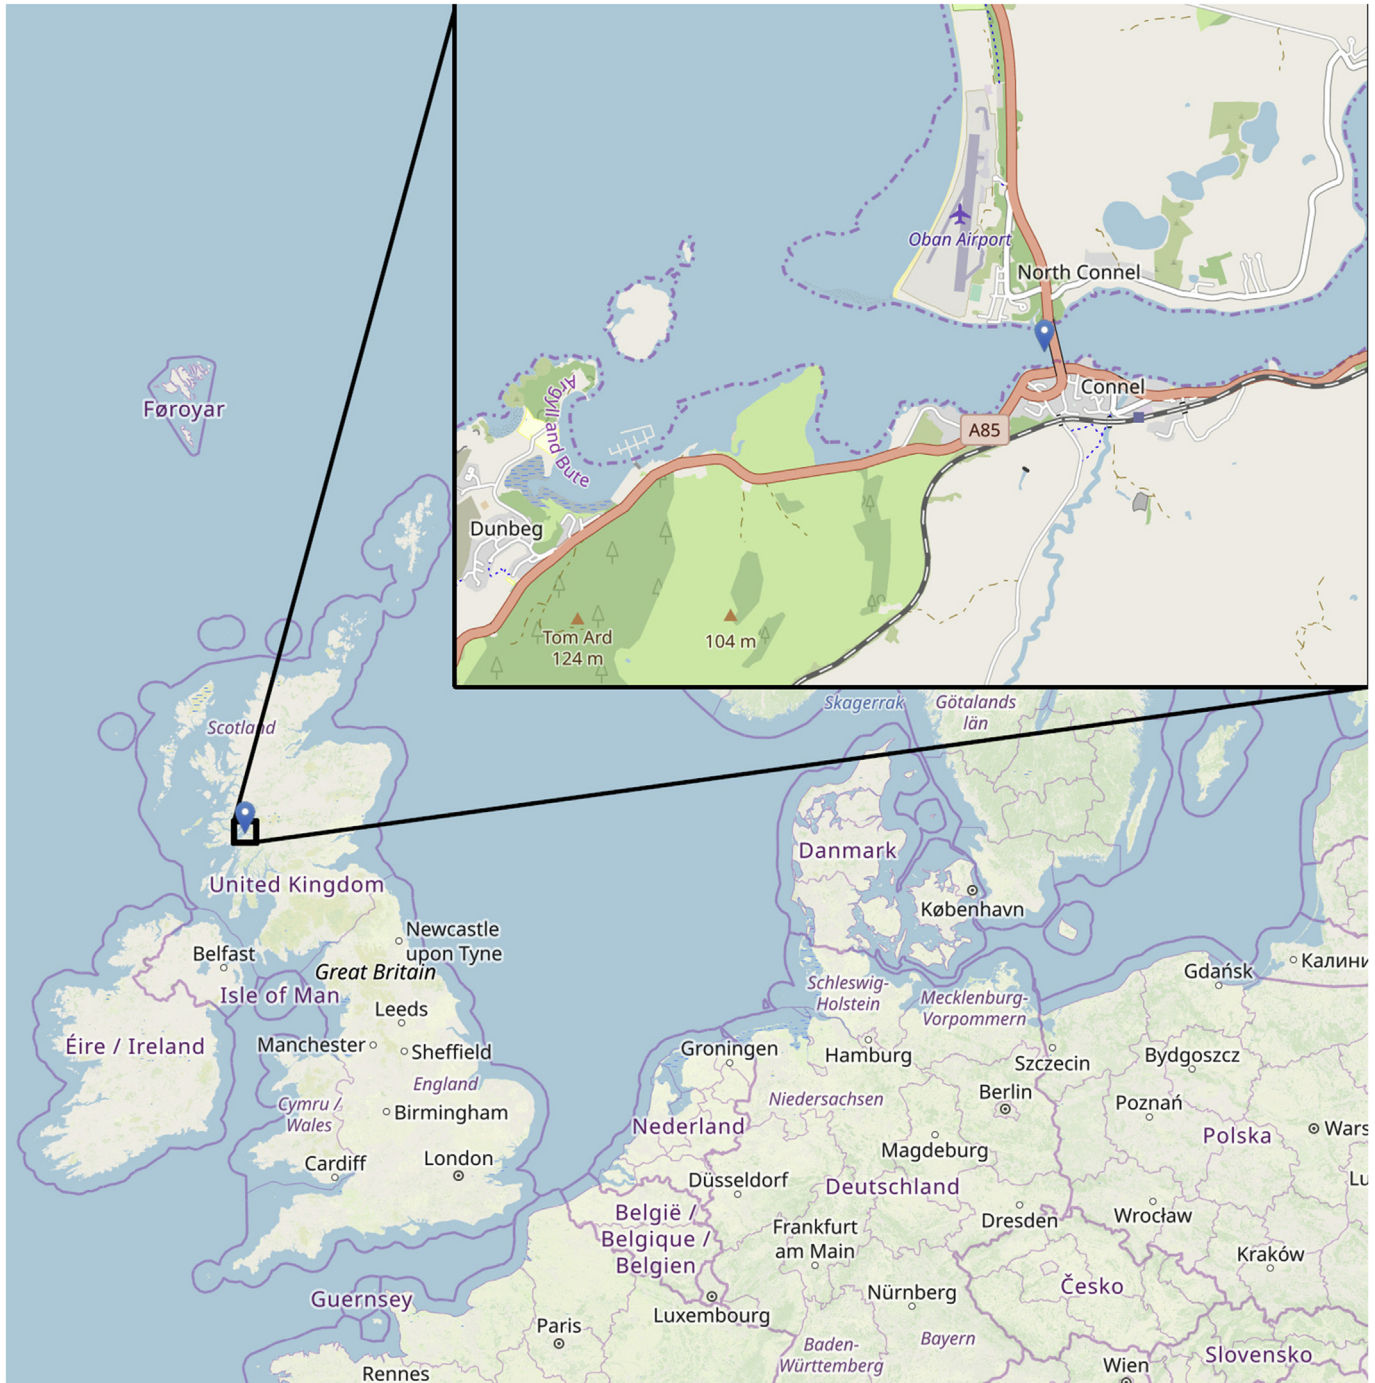 Oban Airport
North Connel
Connel
A85
Argyll and Bute
Dunbeg
Tom Ard
124 m
104 m
Føroyar
Skagerrak
Götalands
län
Scotland
Danmark
United Kingdom
København
Newcastle
upon Tyne
Belfast
Great Britain
Gdańsk
Калини
Isle of Man
Schleswig-
Holstein
Mecklenburg-
Vorpommern
Leeds
Éire / Ireland
Manchester
Sheffield
Groningen
Hamburg
Szczecin
Bydgoszcz
England
Berlin
Niedersachsen
Cymru /
Wales
Birmingham
Poznań
Nederland
Polska
Wars
Magdeburg
Cardiff
London
Düsseldorf
Deutschland
Lu
België /
Belgique /
Belgien
Frankfurt
am Main
Dresden
Wrocław
Kraków
Guernsey
Nürnberg
Česko
Luxembourg
Paris
Baden-
Württemberg
Bayern
Slovensko
Rennes
Wien